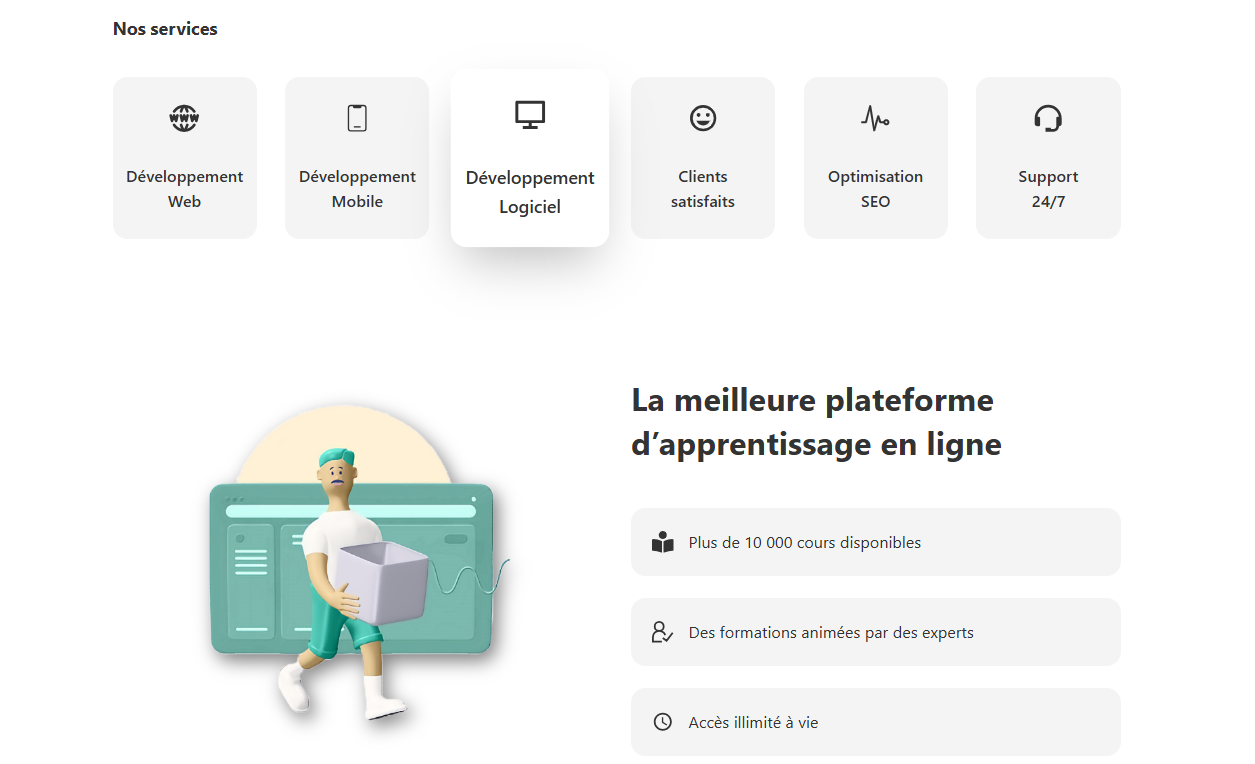 Nos services
WWW
Développement
Web
Développement
Mobile
Développement
Logiciel
Clients
satisfaits
Optimisation
SEO
Support
24/7
La meilleure plateforme
d’apprentissage en ligne
Plus de 10 000 cours disponibles
Des formations animées par des experts
Accès illimité à vie